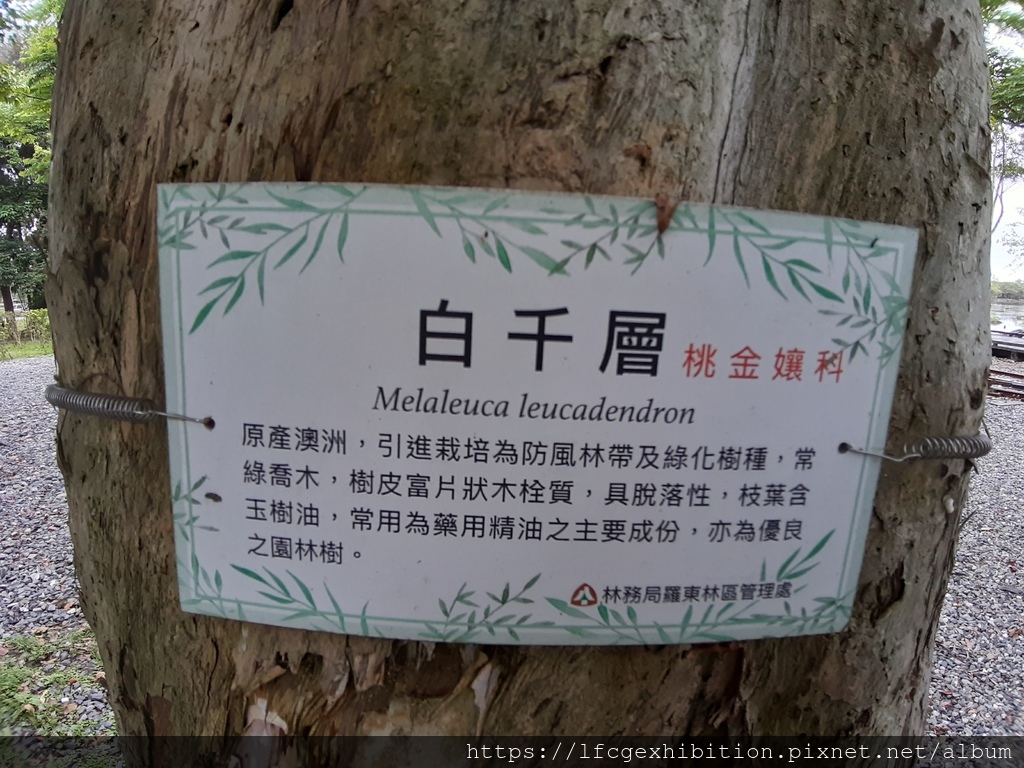 白千層 桃金孃科
Melaleuca leucadendron
原產澳洲，引進栽培為防風林帶及綠化樹種，常
綠喬木，樹皮富片狀木栓質，具脫落性，枝葉含
玉樹油，常用為藥用精油之主要成份，亦為優良
之園林樹。
林務局羅東林區管理處
https://lfcgexhibition.pixnet.net/album